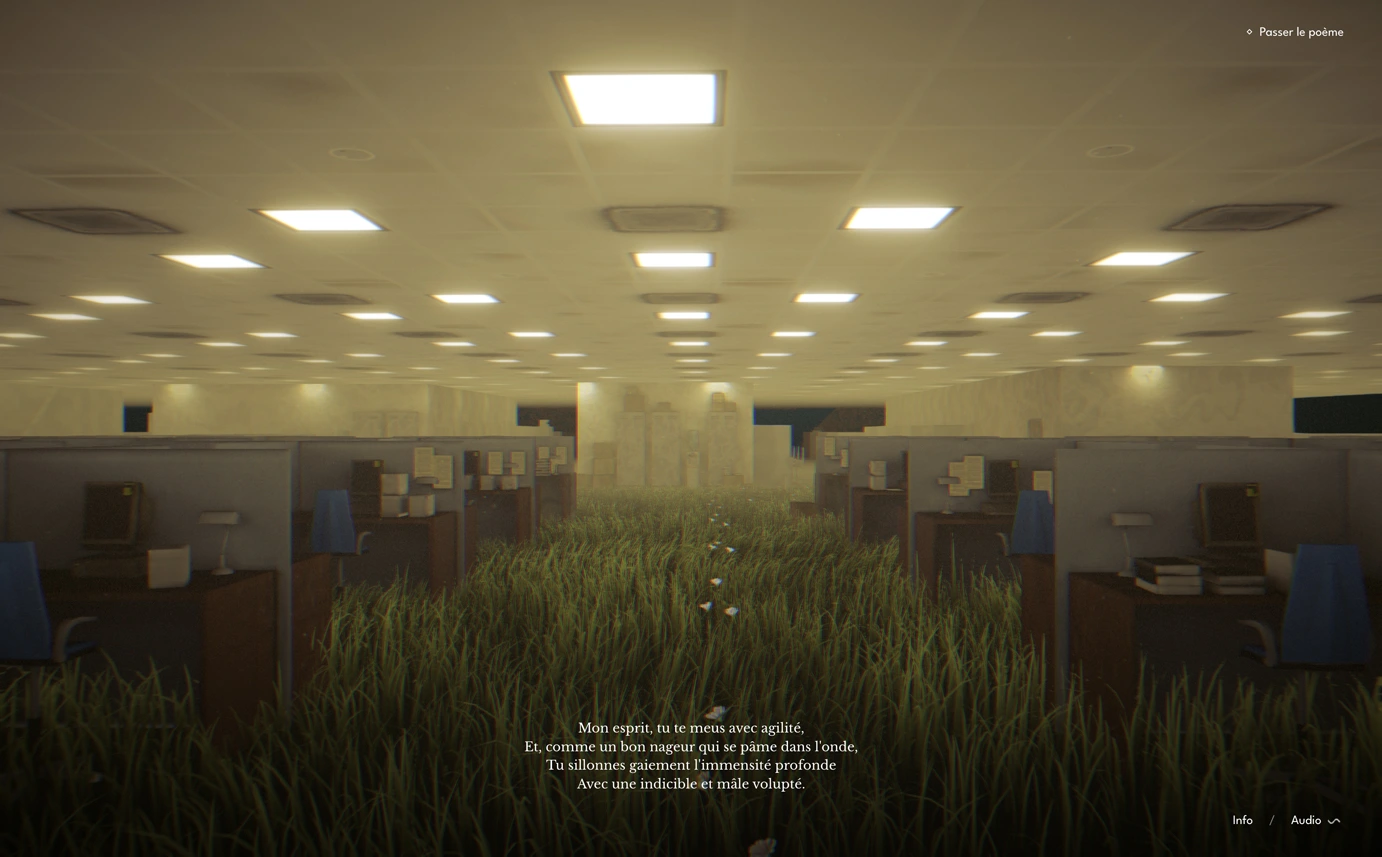 Passer le poème
Mon esprit, tu te meus avec agilité,
Et, comme un bon nageur qui se pâme dans l'onde,
Tu sillonnes gaiement l'immensité profonde
Avec une indicible et mâle volupté.
Info / Audio